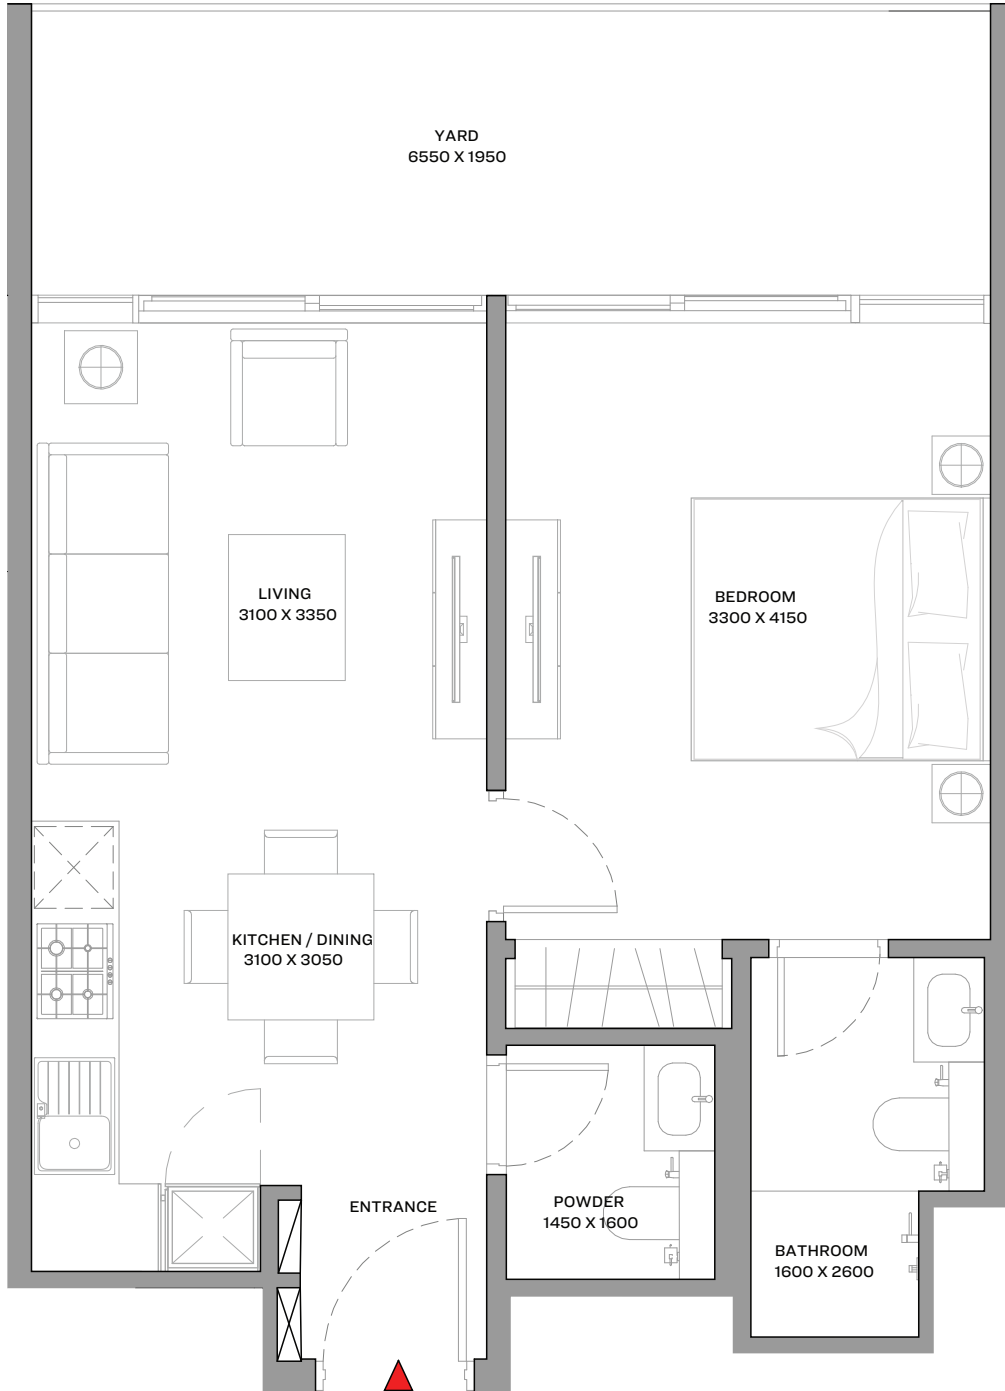 YARD
6550 X 1950
LIVING
3100 X 3350
BEDROOM
3300 X 4150
KITCHEN / DINING
3100 X 3050
ENTRANCE
POWDER
1450 X 1600
BATHROOM
1600 X 2600